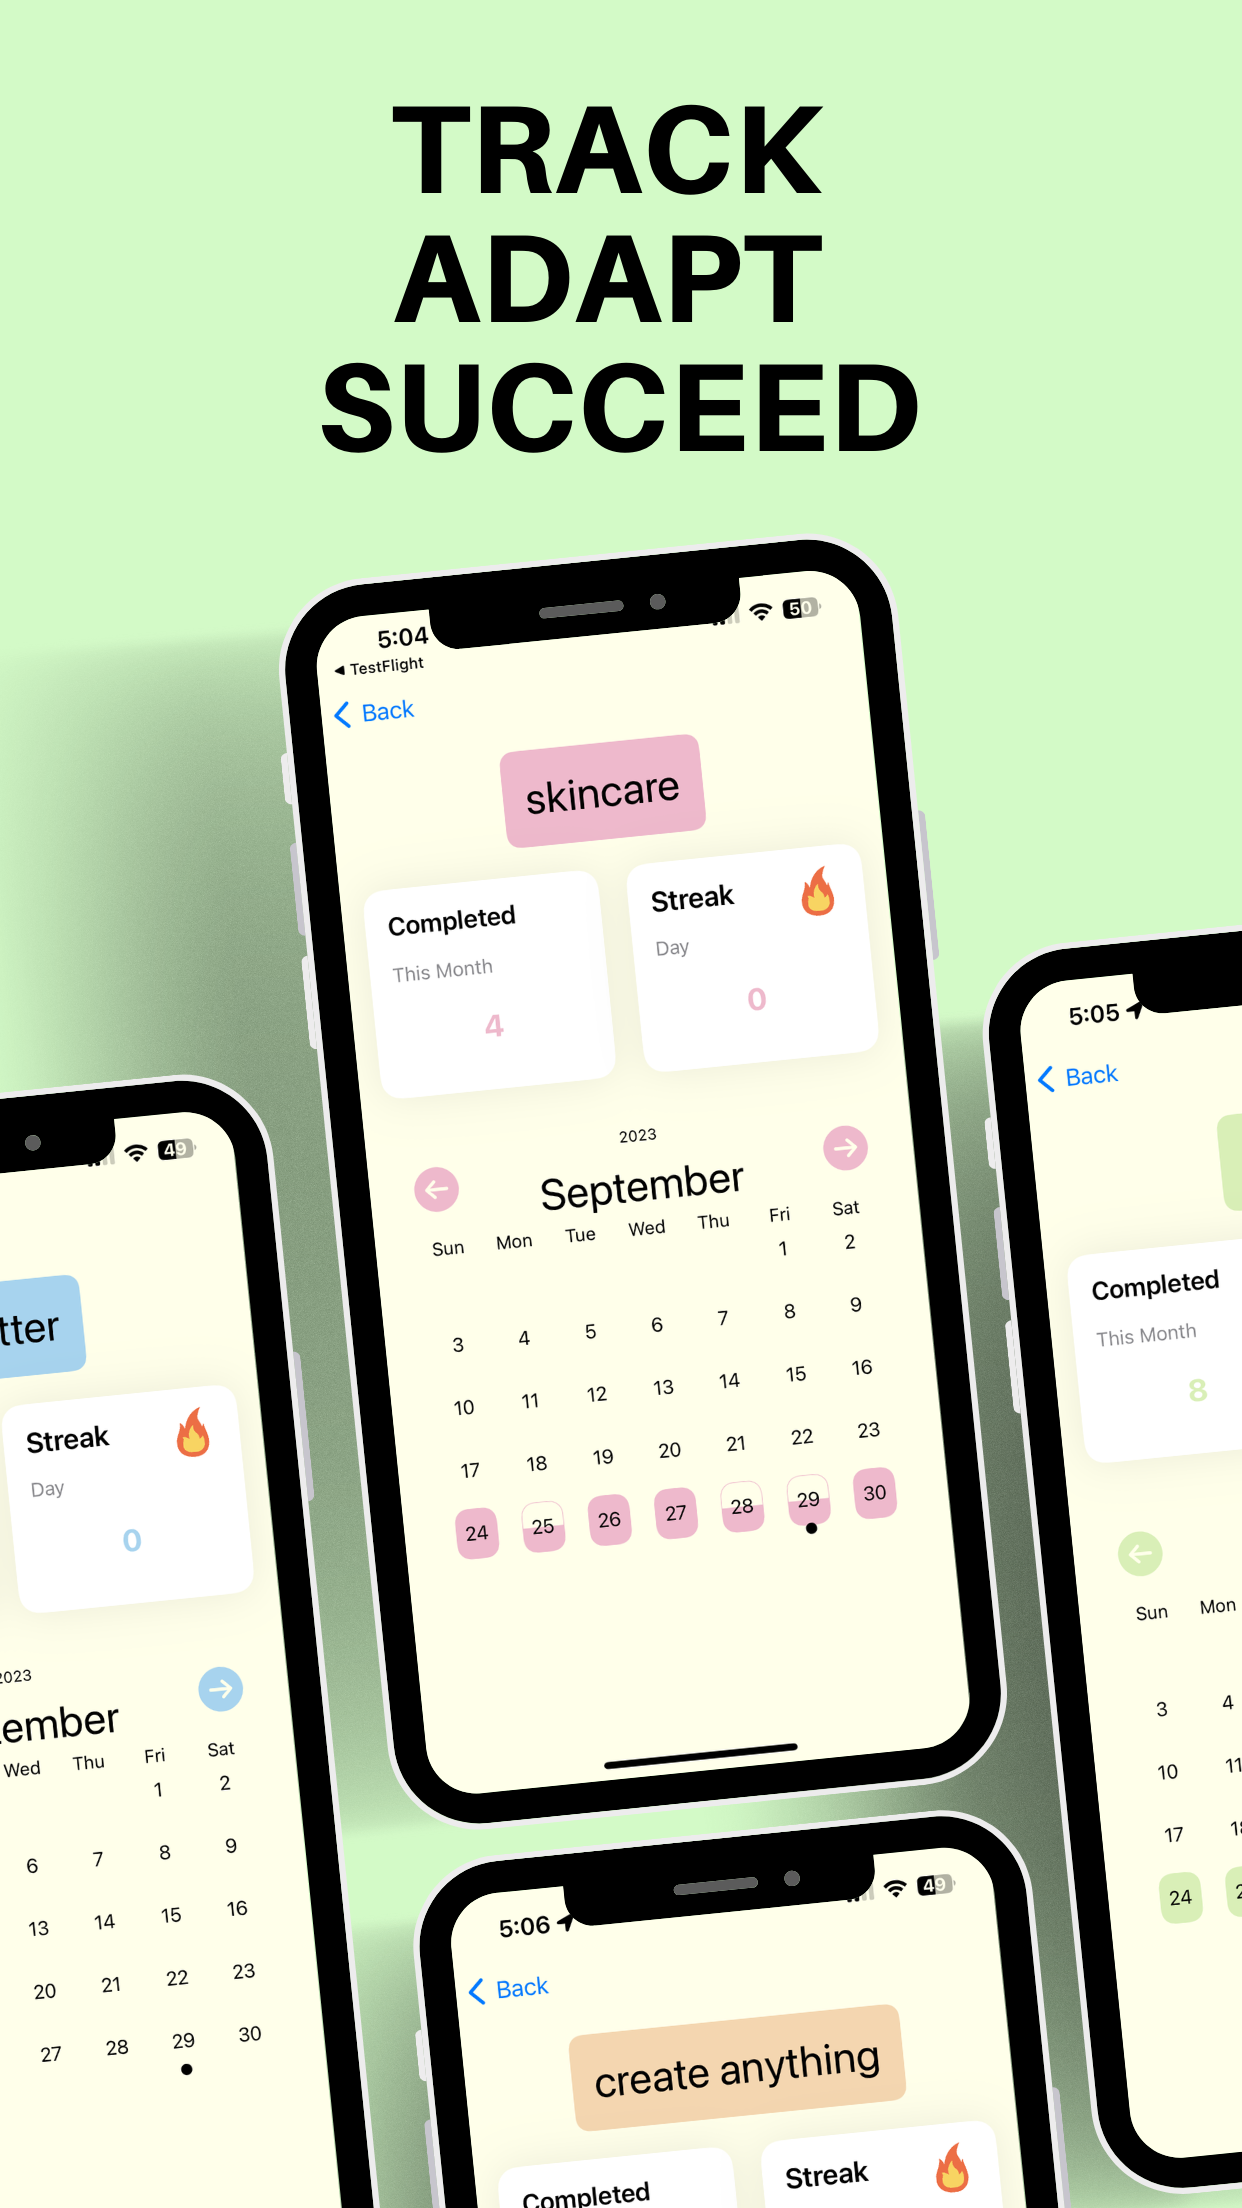 TRACK
ADAPT
SUCCEED
5:04
50
◀ TestFlight
Back
skincare
Completed
This Month
4
Streak
Day
0
2023
September
Sun Mon Tue Wed Thu Fri Sat
1 2
3 4 5 6 7 8 9
10 11 12 13 14 15 16
17 18 19 20 21 22 23
24 25 26 27 28 29 30
49
tter
Streak
Day
0
2023
ember
Wed Thu Fri Sat
1 2
6 7 8 9
13 14 15 16
20 21 22 23
27 28 29 30
5:05
Back
Completed
This Month
8
Sun Mon
3 4
10 11
17
24
5:06
49
Back
create anything
Completed
Streak